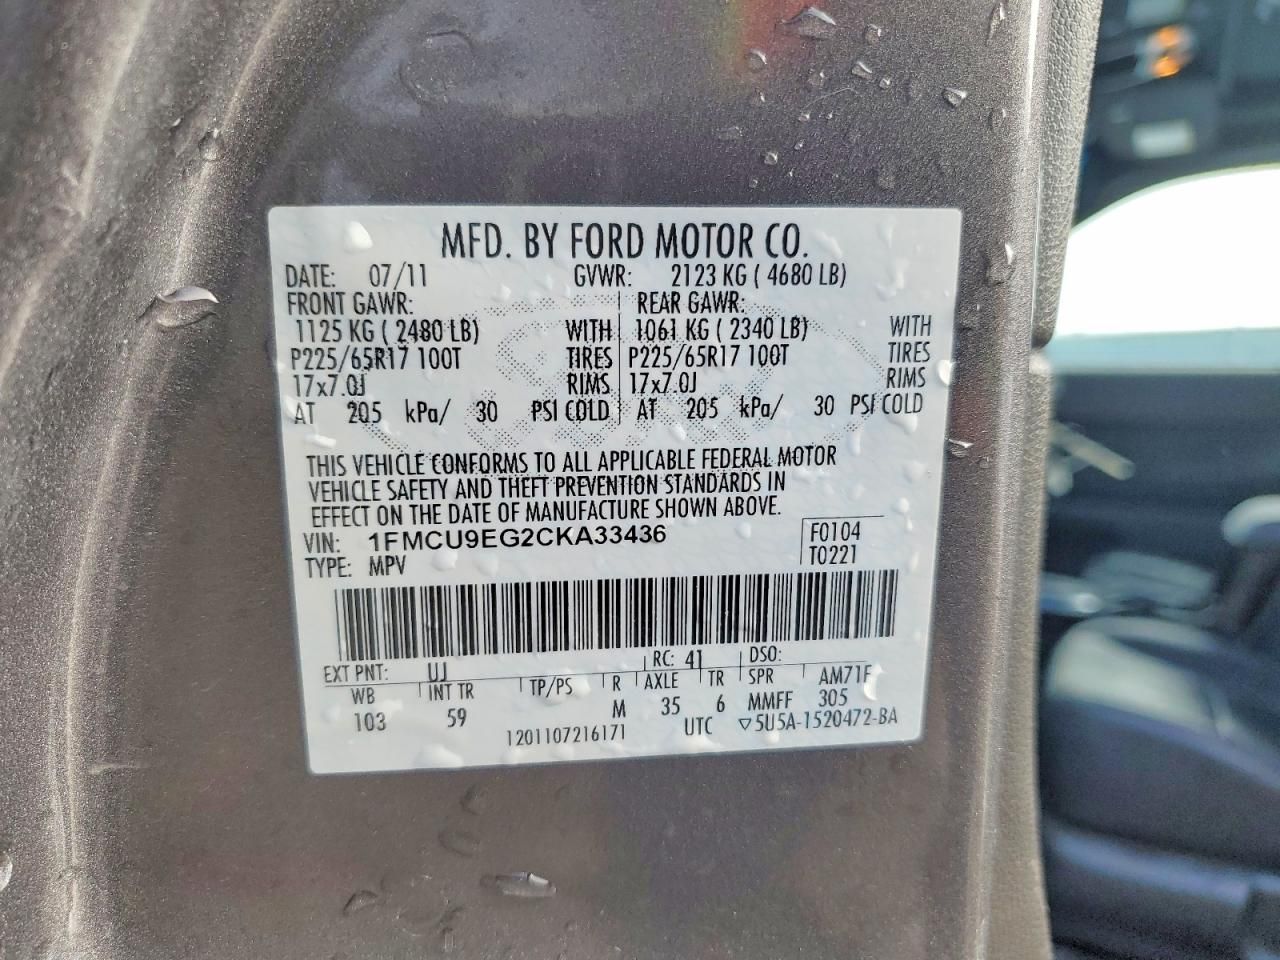 MFD. BY FORD MOTOR CO.
DATE: 07/11 GVWR: 2123 KG ( 4680 LB)
FRONT GAWR: REAR GAWR:
1125 KG ( 2480 LB) WITH 1061 KG ( 2340 LB) WITH
P225/65R17 100T TIRES P225/65R17 100T TIRES
17x7.0J RIMS 17x7.0J RIMS
AT 205 kPa/ 30 PSI COLD AT 205 kPa/ 30 PSI COLD
THIS VEHICLE CONFORMS TO ALL APPLICABLE FEDERAL MOTOR
VEHICLE SAFETY AND THEFT PREVENTION STANDARDS IN
EFFECT ON THE DATE OF MANUFACTURE SHOWN ABOVE.
VIN: 1FMCU9EG2CKA33436 F0104
TYPE: MPV T0221
EXT PNT: UJ RC: 41 DSO:
WB INT TR TP/PS R AXLE TR SPR AM71F
103 59 M 35 6 MMFF 305
1201107216171 UTC ▽5U5A-1520472-BA